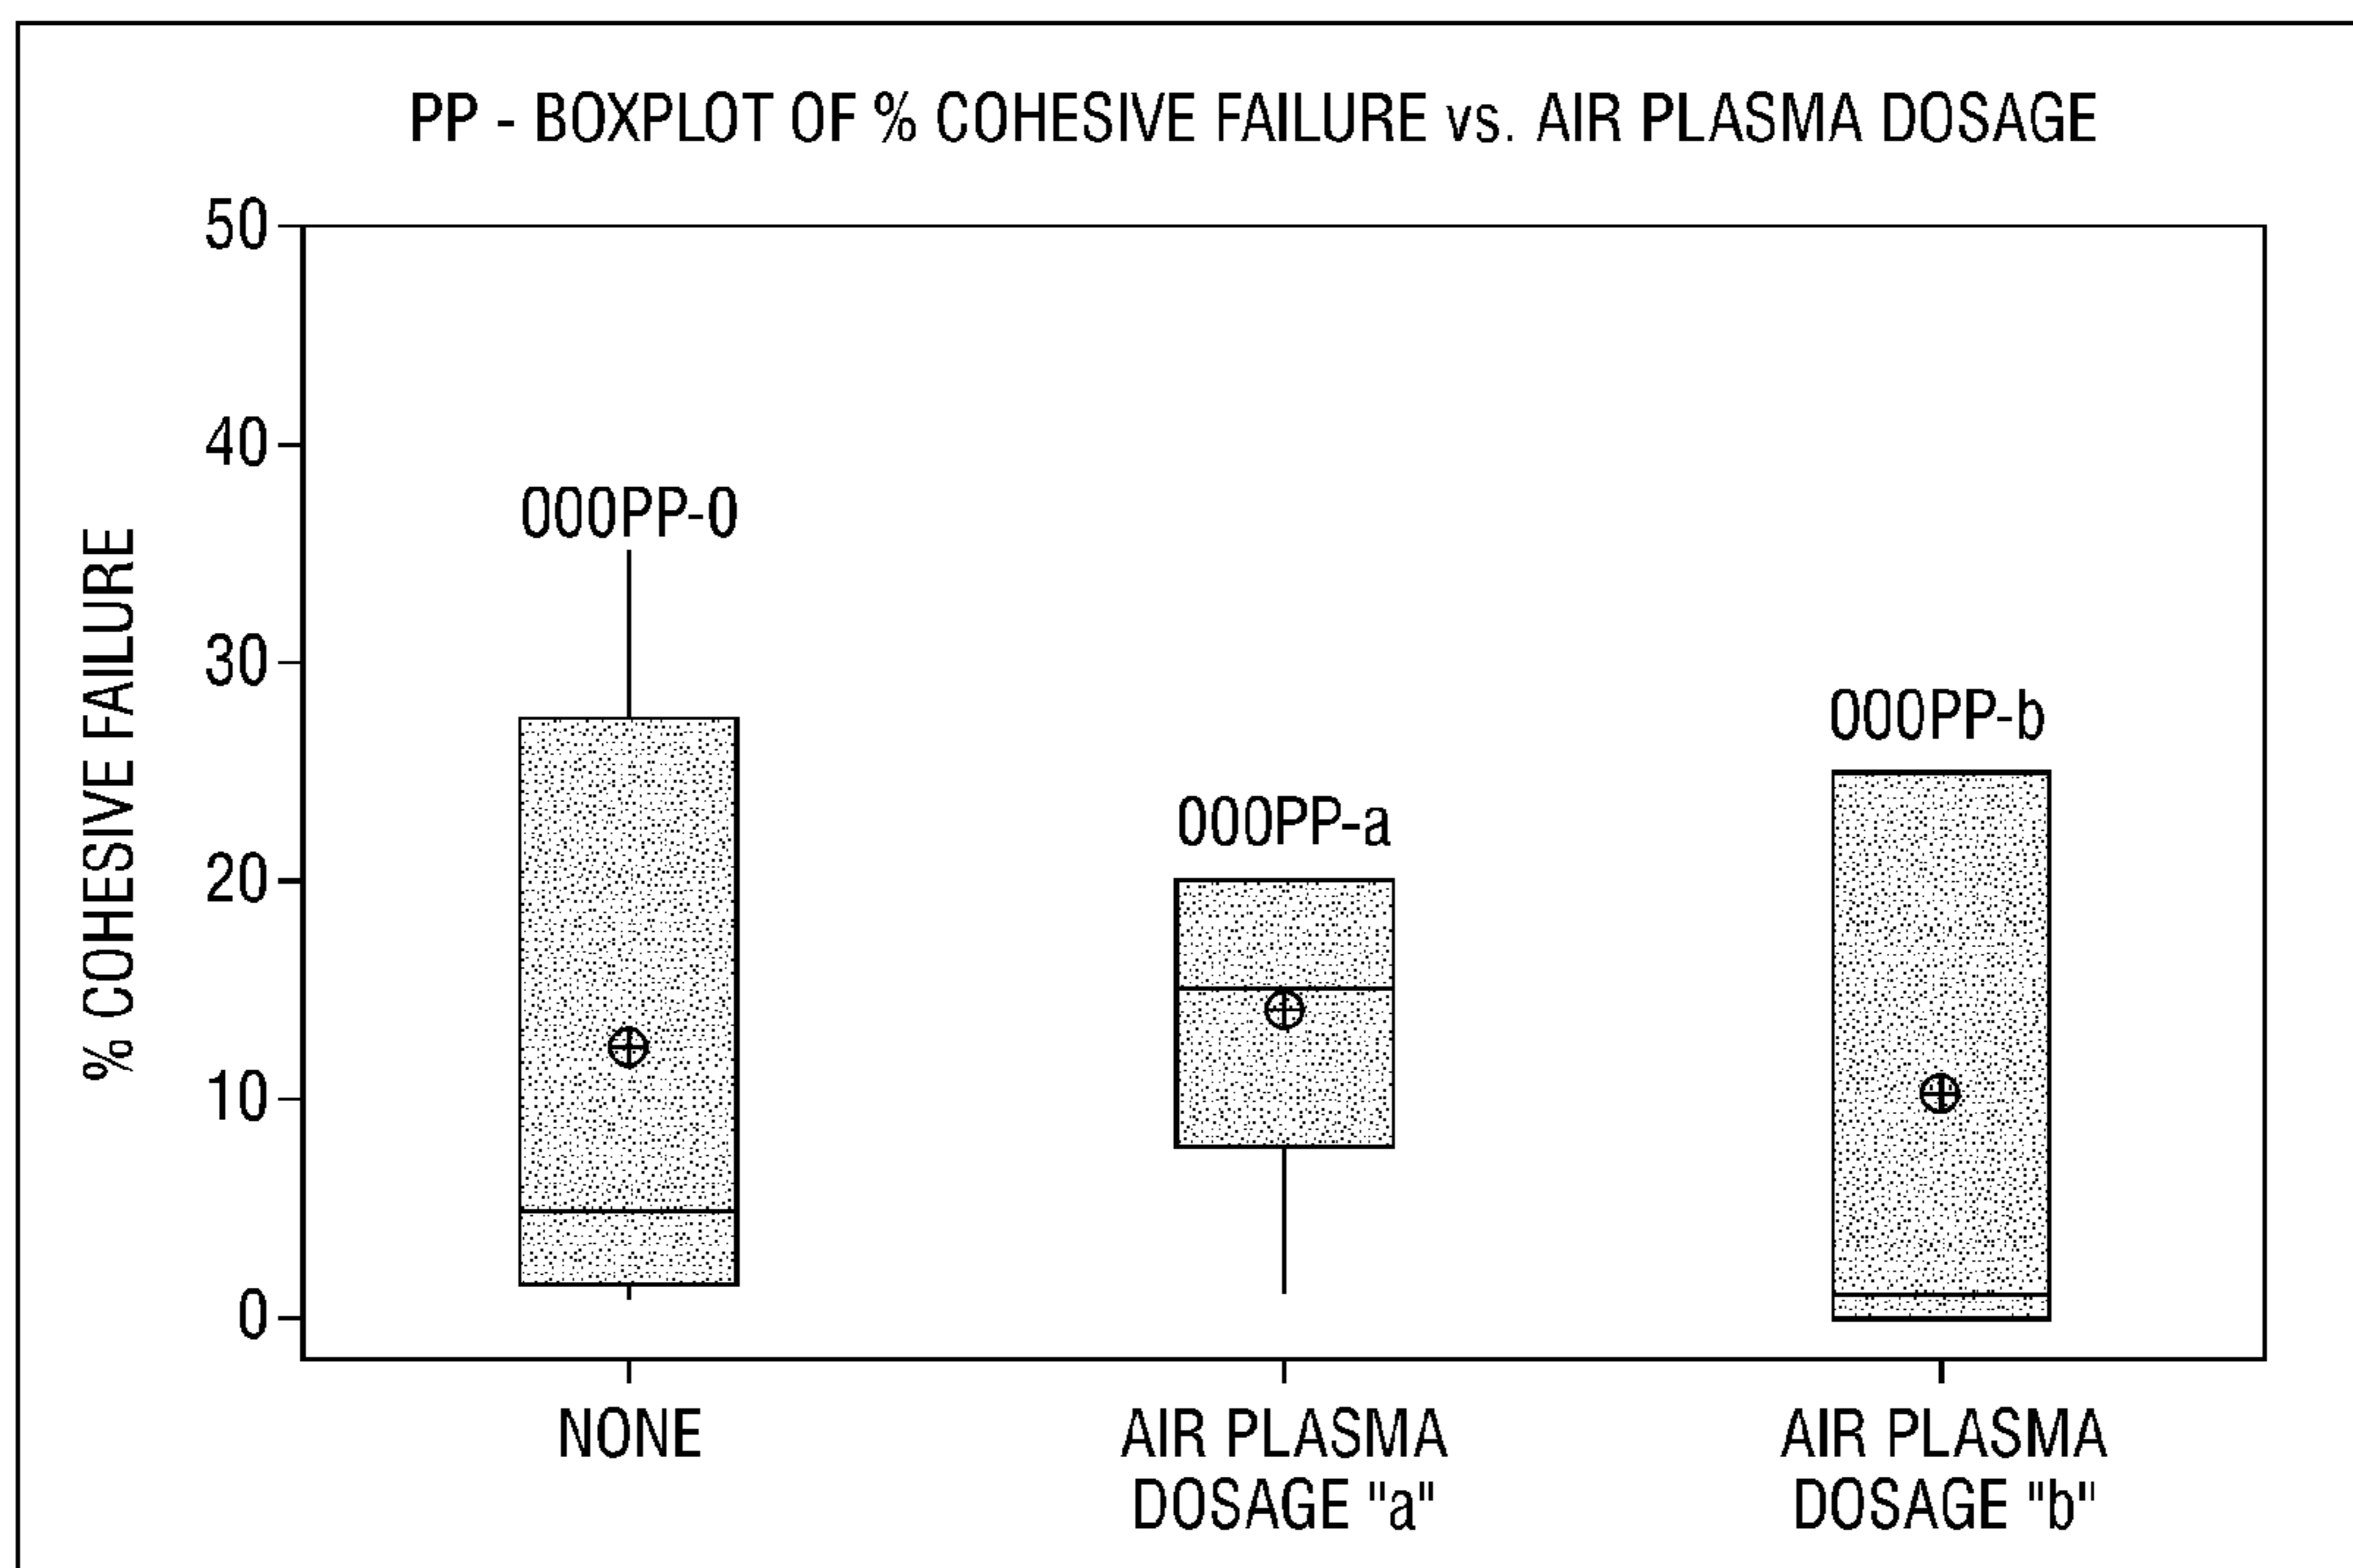 PP - BOXPLOT OF % COHESIVE FAILURE vs. AIR PLASMA DOSAGE
% COHESIVE FAILURE
50
40
30
20
10
0
000PP-0
000PP-a
000PP-b
NONE
AIR PLASMA
DOSAGE "a"
AIR PLASMA
DOSAGE "b"